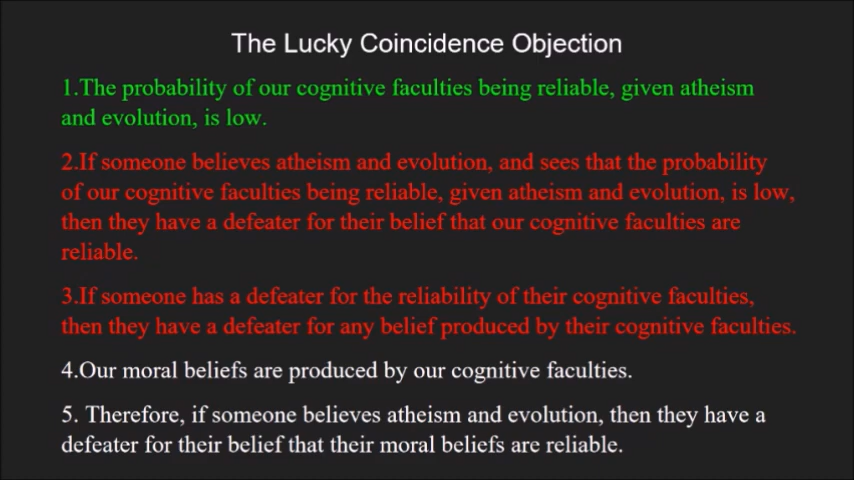 The Lucky Coincidence Objection
1.The probability of our cognitive faculties being reliable, given atheism
and evolution, is low.
2.If someone believes atheism and evolution, and sees that the probability
of our cognitive faculties being reliable, given atheism and evolution, is low,
then they have a defeater for their belief that our cognitive faculties are
reliable.
3.If someone has a defeater for the reliability of their cognitive faculties,
then they have a defeater for any belief produced by their cognitive faculties.
4.Our moral beliefs are produced by our cognitive faculties.
5. Therefore, if someone believes atheism and evolution, then they have a
defeater for their belief that their moral beliefs are reliable.